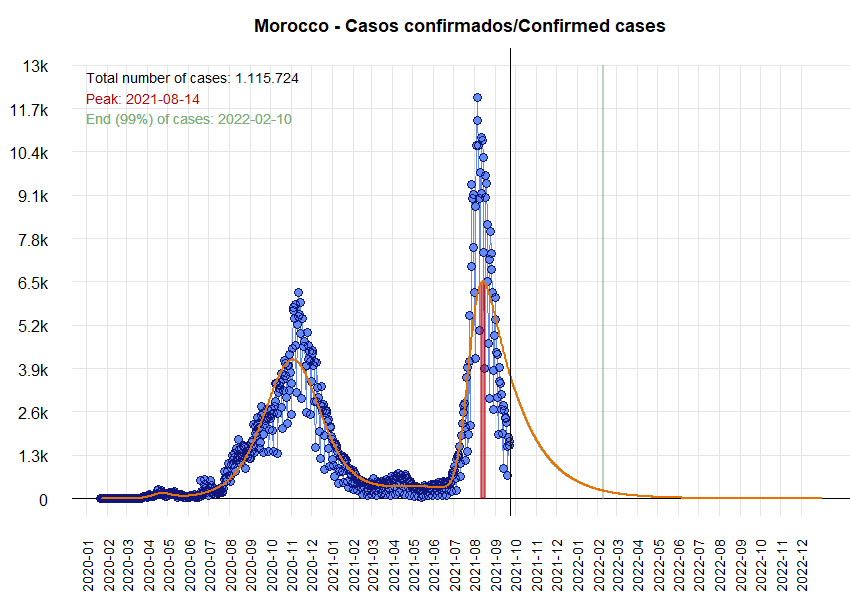 Morocco - Casos confirmados/Confirmed cases
13k
11.7k
10.4k
9.1k
7.8k
6.5k
5.2k
3.9k
2.6k
1.3k
0
Total number of cases: 1.115.724
Peak: 2021-08-14
End (99%) of cases: 2022-02-10
2020-01
2020-02
2020-03
2020-04
2020-05
2020-06
2020-07
2020-08
2020-09
2020-10
2020-11
2020-12
2021-01
2021-02
2021-03
2021-04
2021-05
2021-06
2021-07
2021-08
2021-09
2021-10
2021-11
2021-12
2022-01
2022-02
2022-03
2022-04
2022-05
2022-06
2022-07
2022-08
2022-09
2022-10
2022-11
2022-12